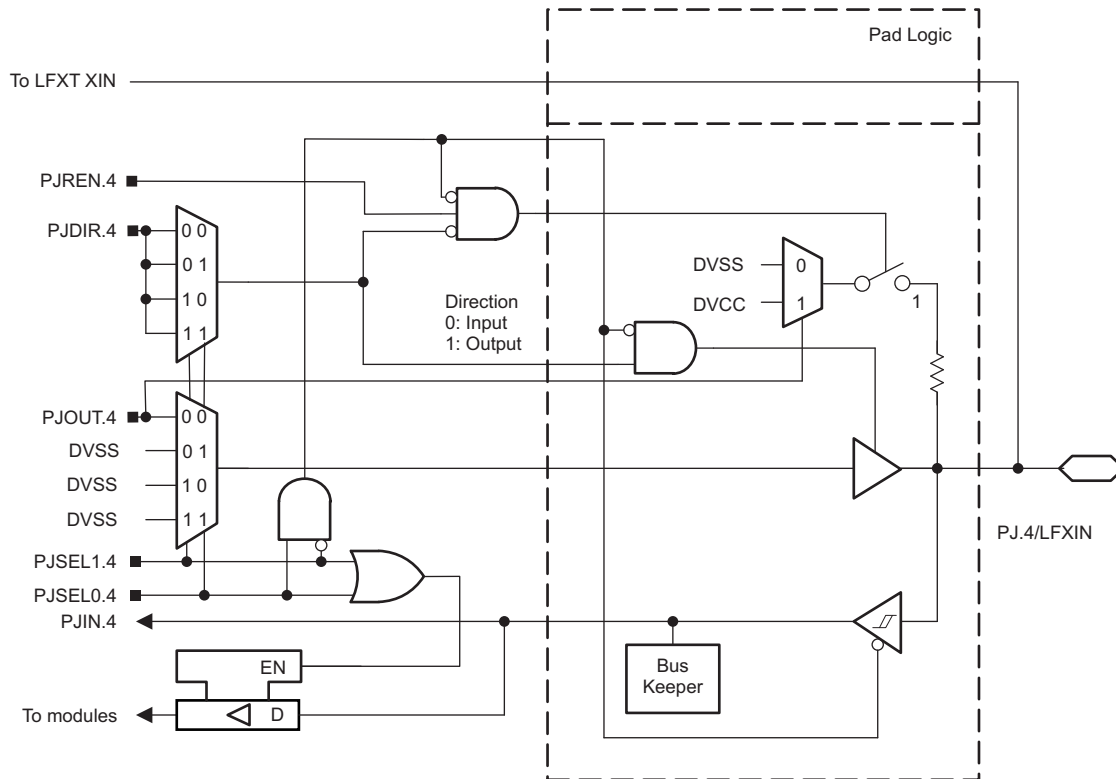 Pad Logic
To LFXT XIN
PJREN.4
PJDIR.4
0 0
0 1
1 0
1 1
DVSS
0
DVCC
1
1
Direction
0: Input
1: Output
PJOUT.4
0 0
DVSS
0 1
DVSS
1 0
DVSS
1 1
PJ.4/LFXIN
PJSEL1.4
PJSEL0.4
PJIN.4
EN
Bus
Keeper
To modules
D